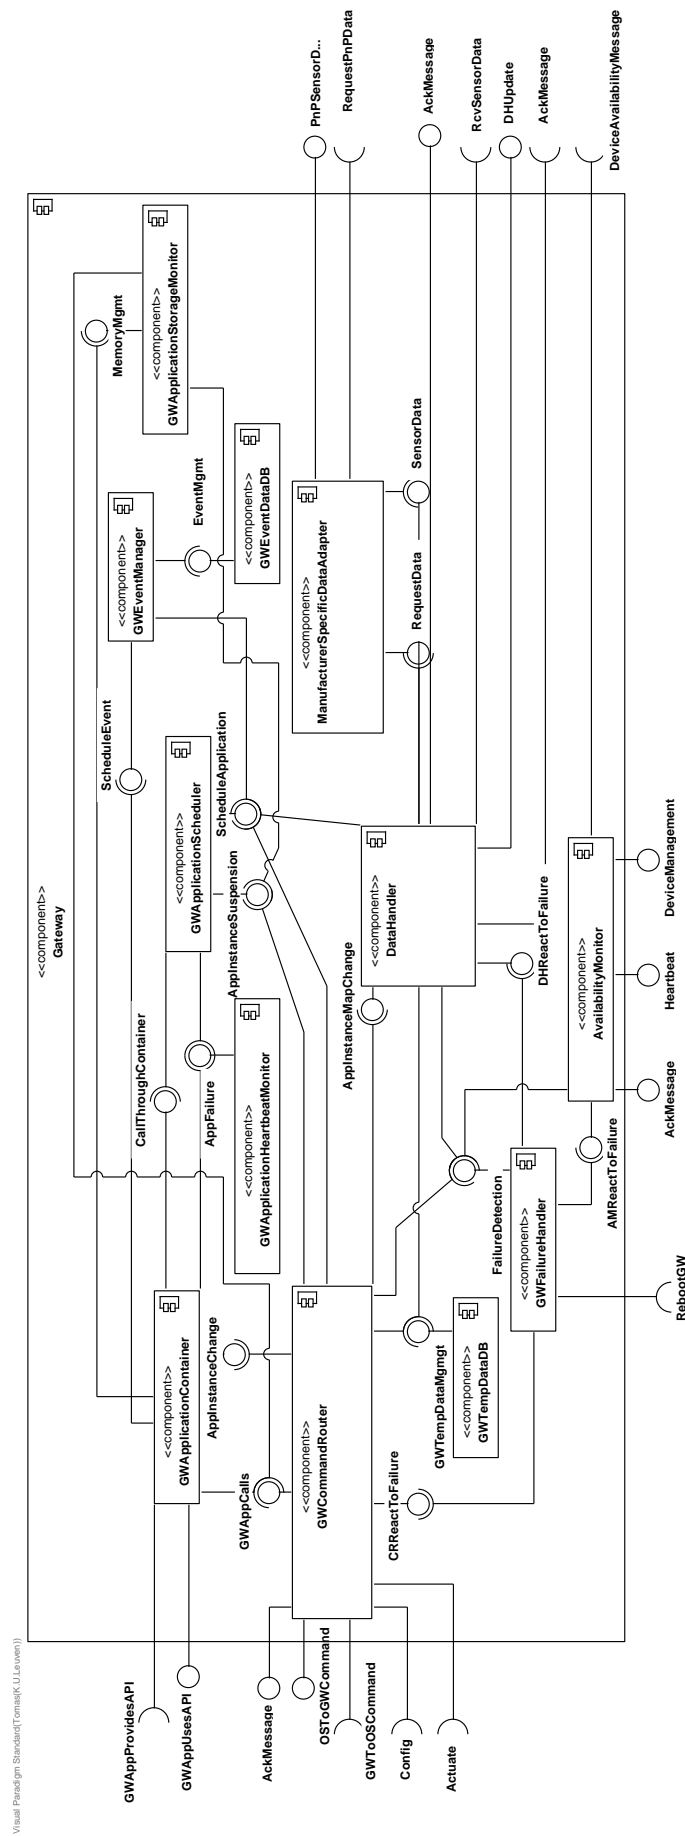 Visual Paradigm Standard(Tomas(K.U.Leuven))
<<component>>
Gateway
GWAppProvidesAPI
GWAppUsesAPI
AckMessage
OSToGWCommand
GWToOSCommand
Config
Actuate
<<component>>
GWApplicationContainer
AppInstanceChange
GWAppCalls
<<component>>
GWCommandRouter
CRReactToFailure
GWTempDataMgmgt
<<component>>
GWTempDataDB
CallThroughContainer
AppFailure
<<component>>
GWApplicationHeartbeatMonitor
AppInstanceSuspension
AppInstanceMapChange
FailureDetection
<<component>>
GWFailureHandler
RebootGW
AMReactToFailure
DHReactToFailure
AckMessage
Heartbeat
DeviceManagement
<<component>>
AvailabilityMonitor
<<component>>
DataHandler
ScheduleEvent
<<component>>
GWApplicationScheduler
ScheduleApplication
<<component>>
GWEventManager
EventMgmt
<<component>>
GWEventDataDB
<<component>>
ManufacturerSpecificDataAdapter
RequestData
SensorData
MemoryMgmt
<<component>>
GWApplicationStorageMonitor
PnPSensorD...
RequestPnPData
AckMessage
RcvSensorData
DHUpdate
AckMessage
DeviceAvailabilityMessage